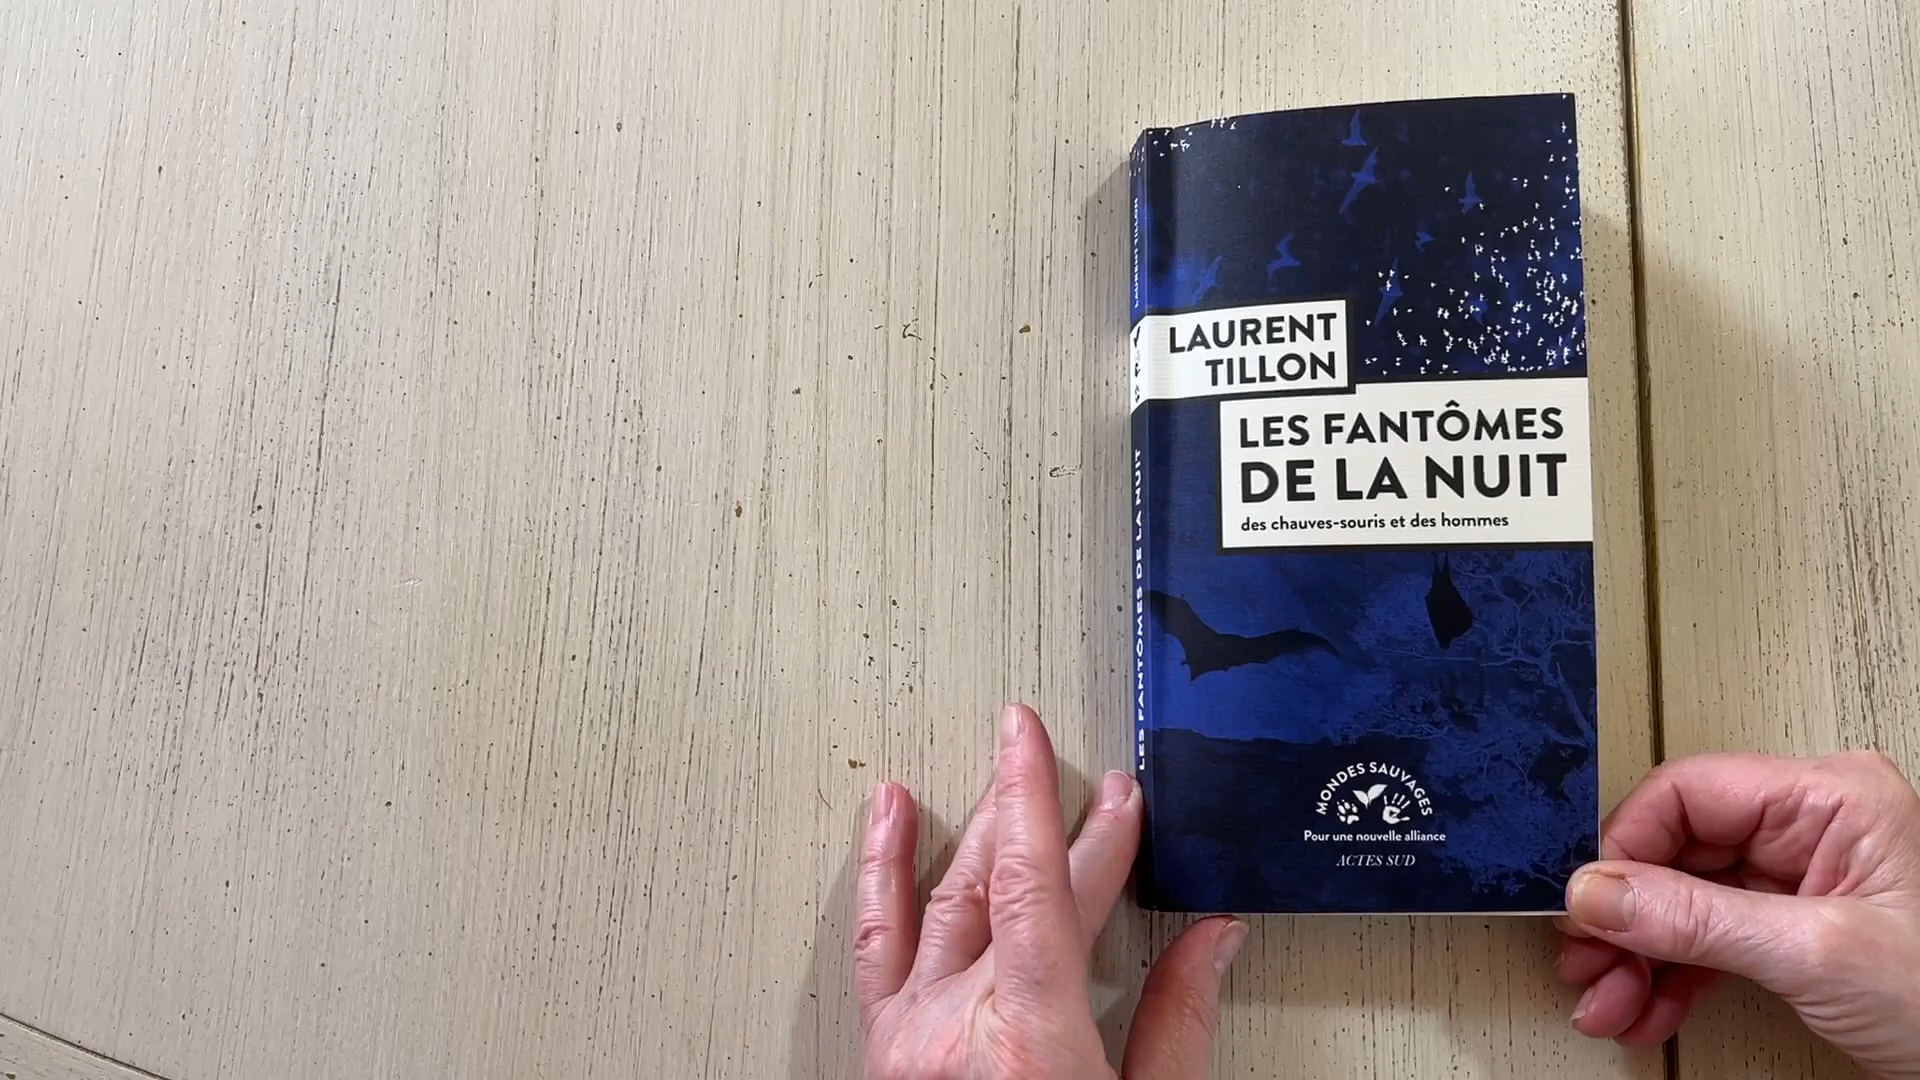 LAURENT TILLON
LES FANTÔMES DE LA NUIT
LAURENT
TILLON
LES FANTÔMES
DE LA NUIT
des chauves-souris et des hommes
MONDES SAUVAGES
Pour une nouvelle alliance
ACTES SUD